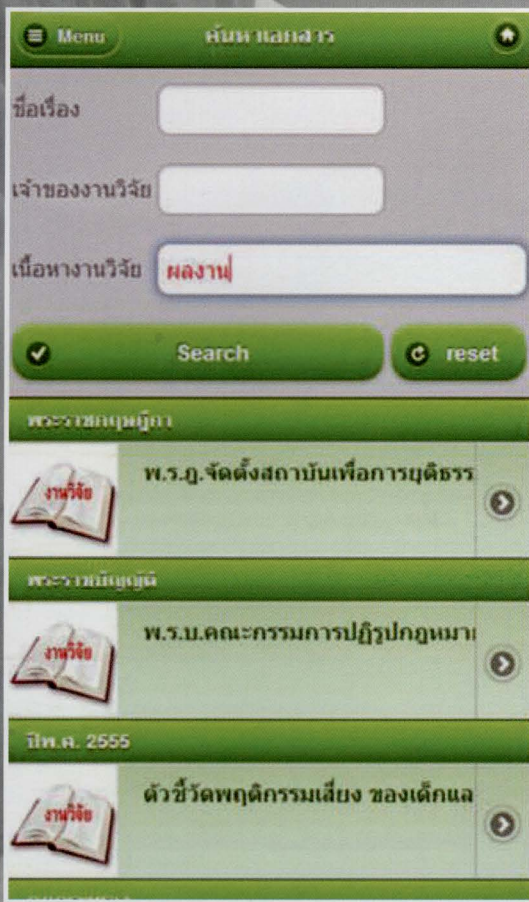 Menu ค้นหาเอกสาร
ชื่อเรื่อง
เจ้าของงานวิจัย
เนื้อหางานวิจัย ผลงาน
Search reset
พระราชกฤษฎีกา
งานวิจัย พ.ร.ฎ.จัดตั้งสถาบันเพื่อการยุติธรร
พระราชบัญญัติ
งานวิจัย พ.ร.บ.คณะกรรมการปฏิรูปกฎหมา
ปีพ.ศ. 2555
งานวิจัย ตัวชี้วัดพฤติกรรมเสี่ยง ของเด็กแล